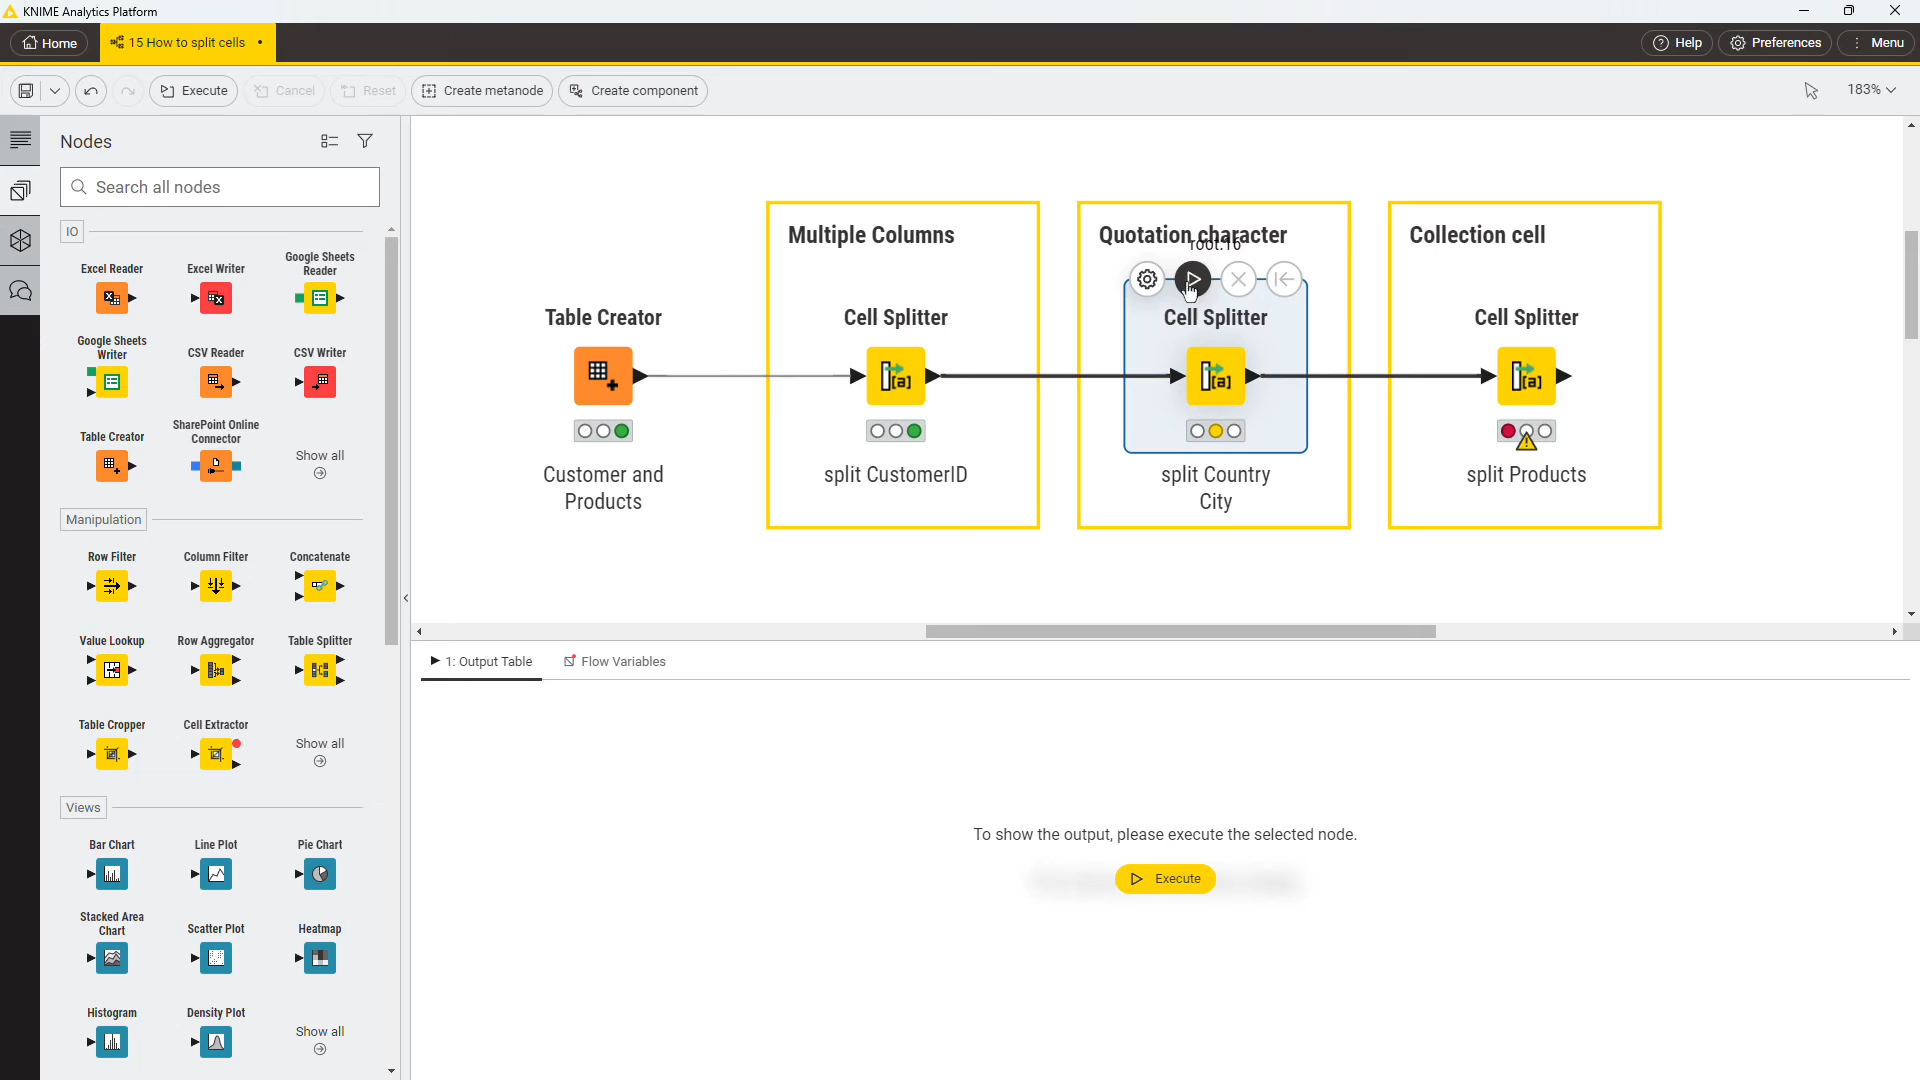 KNIME Analytics Platform
Home
15 How to split cells •
Help
Preferences
Menu
Execute
Cancel
Reset
Create metanode
Create component
183%
Nodes
Search all nodes
IO
Excel Reader
Excel Writer
Google Sheets
Reader
Google Sheets
Writer
CSV Reader
CSV Writer
Table Creator
SharePoint Online
Connector
Show all
Manipulation
Row Filter
Column Filter
Concatenate
Value Lookup
Row Aggregator
Table Splitter
Table Cropper
Cell Extractor
Show all
Views
Bar Chart
Line Plot
Pie Chart
Stacked Area
Chart
Scatter Plot
Heatmap
Histogram
Density Plot
Show all
Table Creator
Customer and
Products
Multiple Columns
Cell Splitter
[a]
split CustomerID
Quotation character
root:16
Cell Splitter
[a]
split Country
City
Collection cell
Cell Splitter
[a]
split Products
1: Output Table
Flow Variables
To show the output, please execute the selected node.
Execute